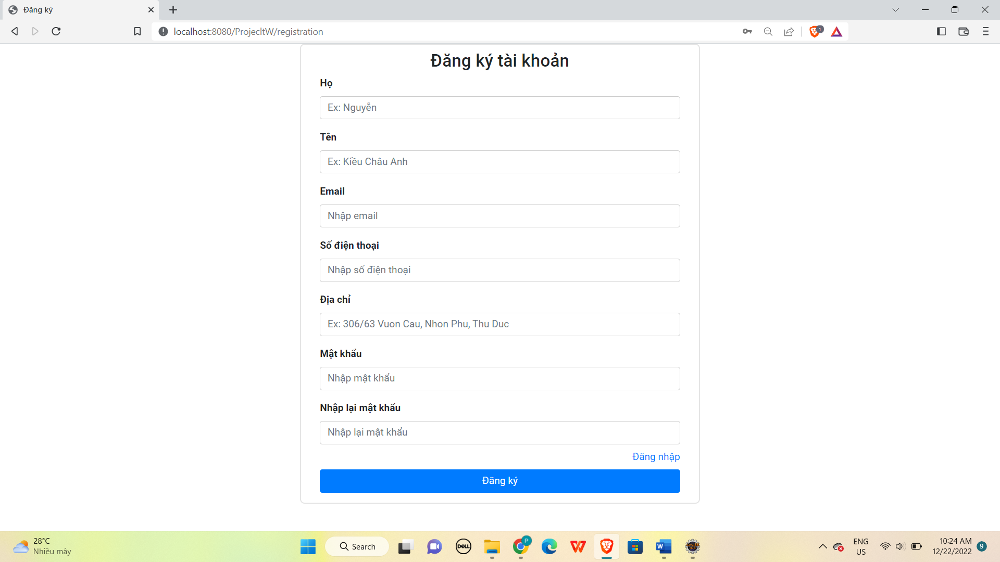 Đăng ký
localhost:8080/ProjecltW/registration
1
Đăng ký tài khoản
Họ
Ex: Nguyễn
Tên
Ex: Kiều Châu Anh
Email
Nhập email
Số điện thoại
Nhập số điện thoại
Địa chỉ
Ex: 306/63 Vuon Cau, Nhon Phu, Thu Duc
Mật khẩu
Nhập mật khẩu
Nhập lại mật khẩu
Nhập lại mật khẩu
Đăng nhập
Đăng ký
28°C
Nhiều mây
Search
DELL
P
W
ENG
US
10:24 AM
12/22/2022
9